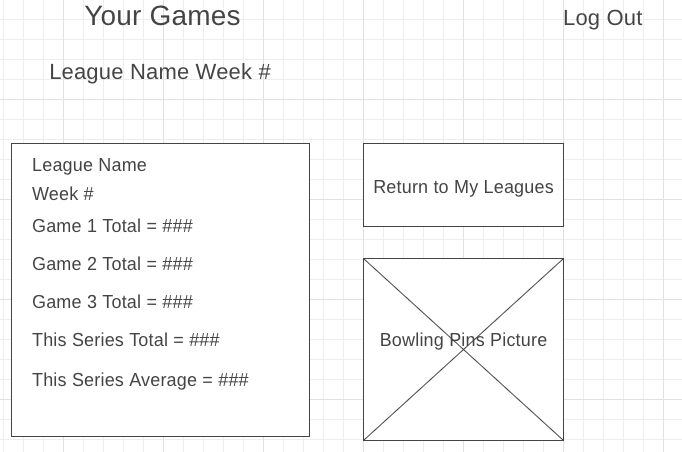 Your Games
Log Out
League Name Week #
League Name
Week #
Game 1 Total = ###
Game 2 Total = ###
Game 3 Total = ###
This Series Total = ###
This Series Average = ###
Return to My Leagues
Bowling Pins Picture